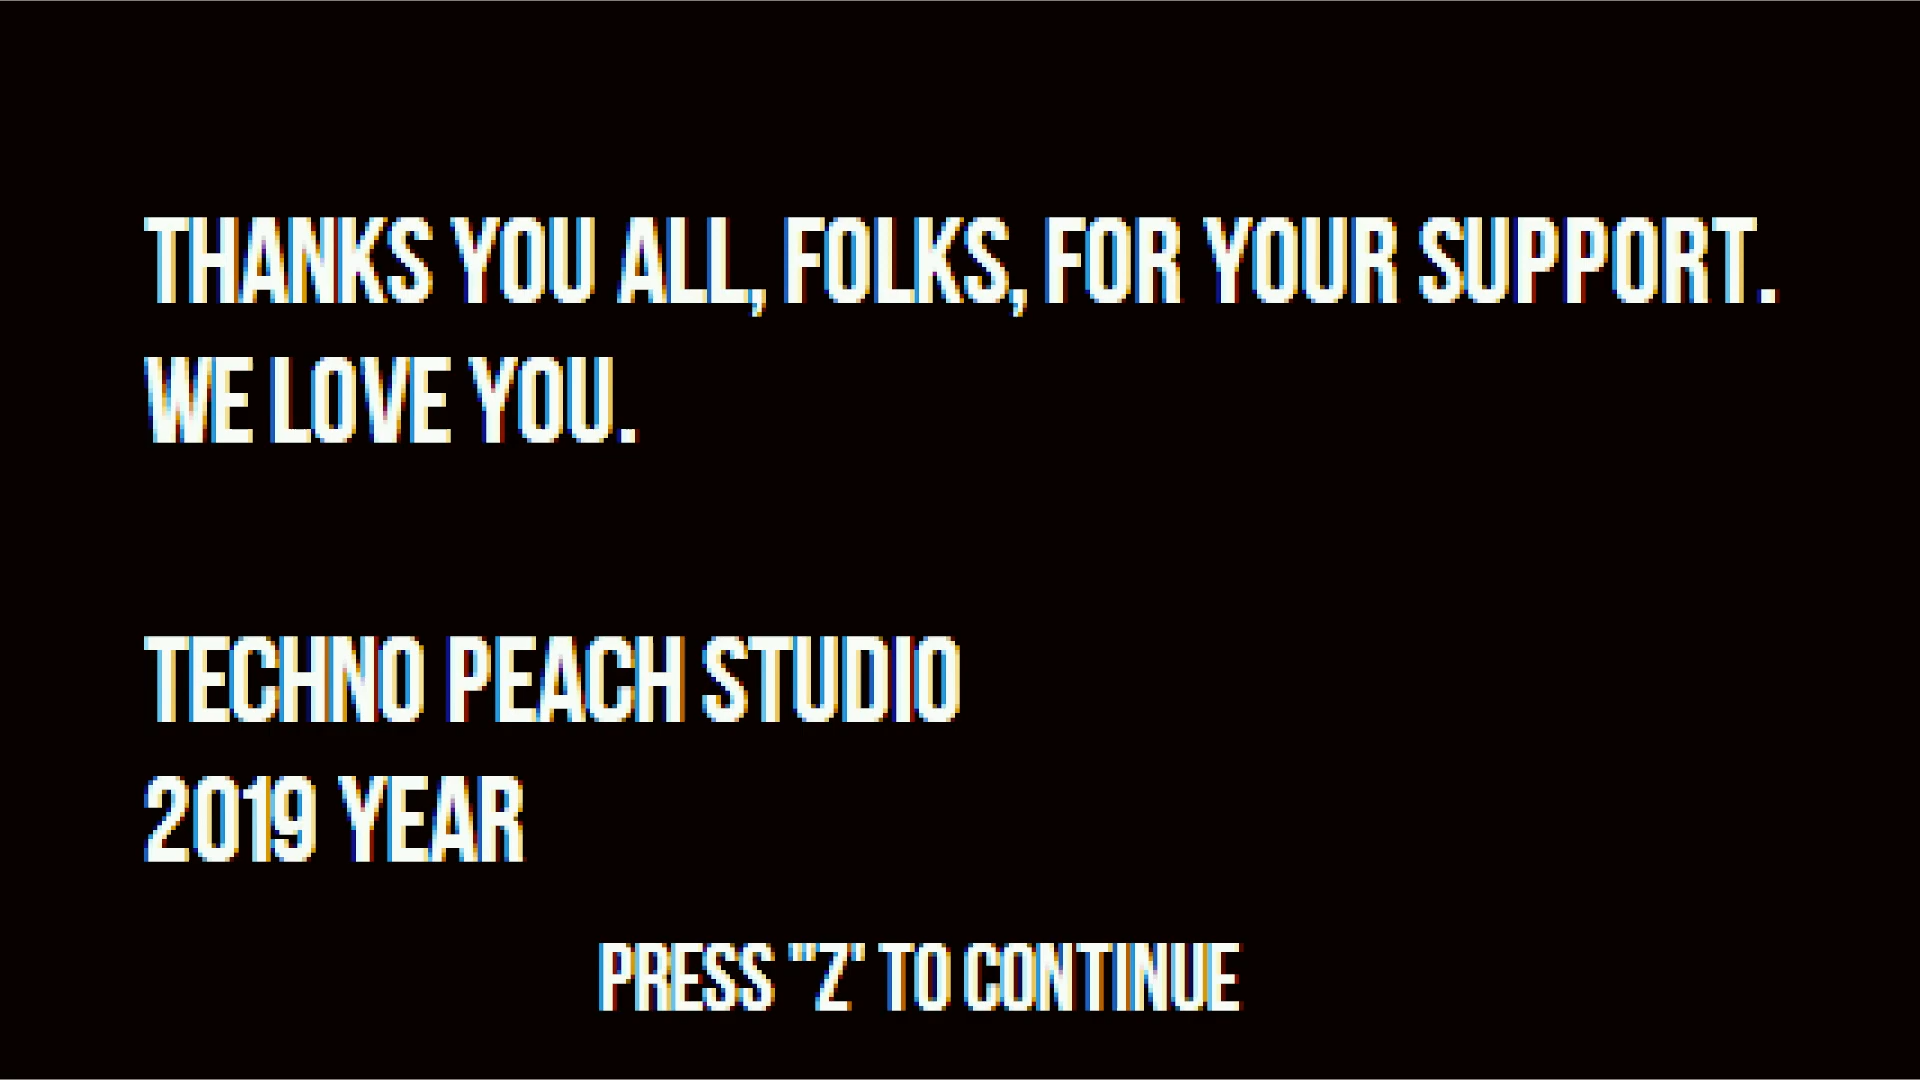 THANKS YOU ALL, FOLKS, FOR YOUR SUPPORT.
WE LOVE YOU.
TECHNO PEACH STUDIO
2019 YEAR
PRESS "Z' TO CONTINUE